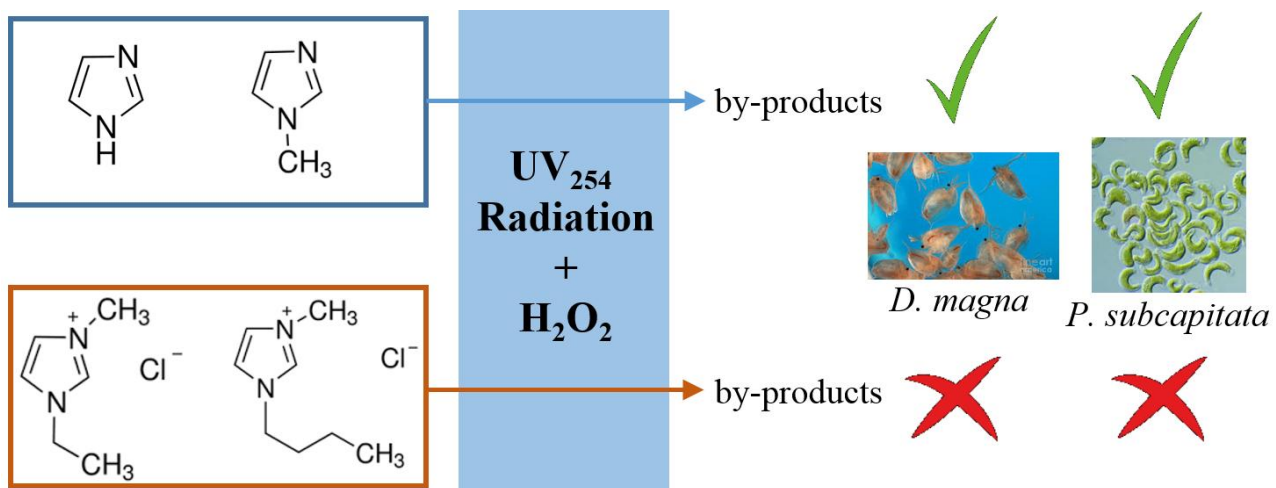 N
N
H
N
N
CH₃
UV₂₅₄
Radiation
+
H₂O₂
by-products
D. magna
P. subcapitata
CH₃
N
+
Cl⁻
N
CH₃
CH₃
N
+
Cl⁻
N
CH₃
by-products